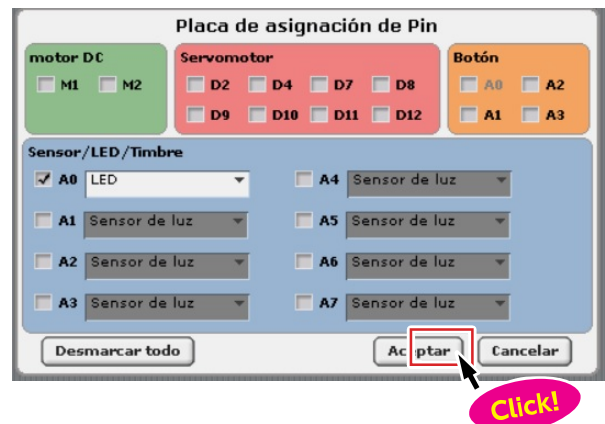 Placa de asignación de Pin
motor DC
M1 M2
Servomotor
D2 D4 D7 D8
D9 D10 D11 D12
Botón
A0 A2
A1 A3
Sensor/LED/Timbre
A0 LED
A4 Sensor de luz
A1 Sensor de luz
A5 Sensor de luz
A2 Sensor de luz
A6 Sensor de luz
A3 Sensor de luz
A7 Sensor de luz
Desmarcar todo
Aceptar
Cancelar
Click!